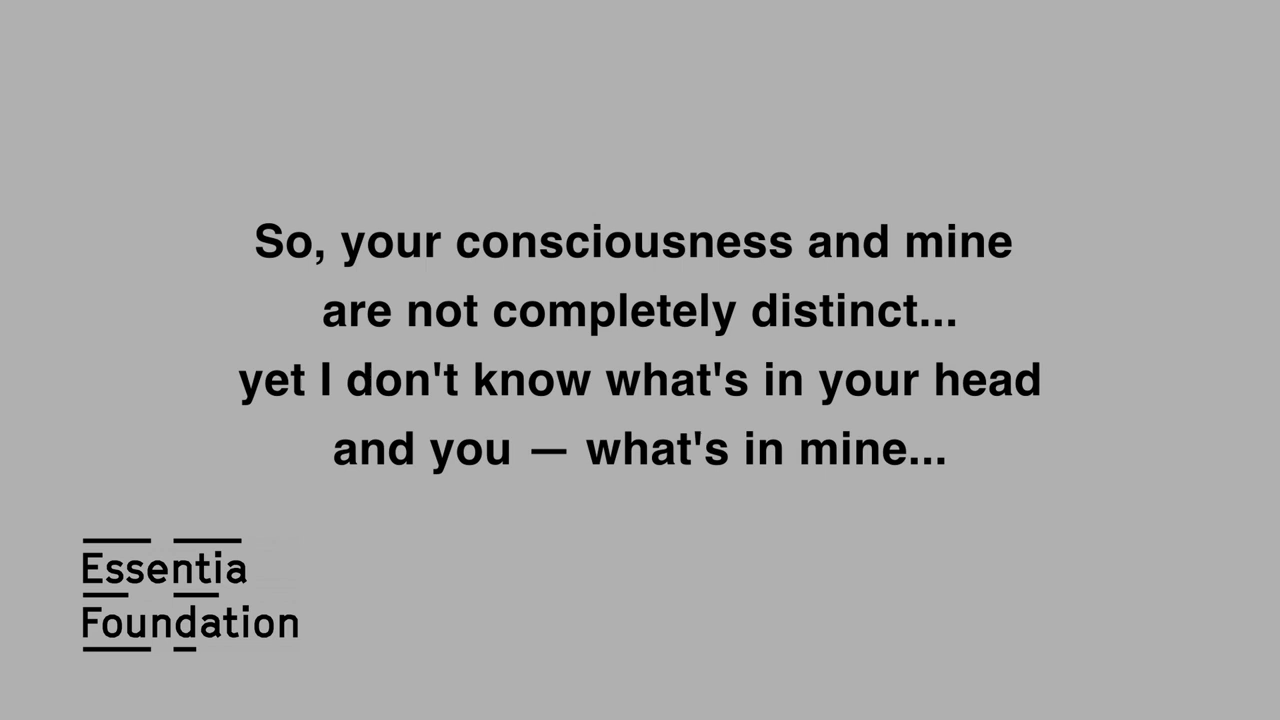 So, your consciousness and mine
are not completely distinct...
yet I don't know what's in your head
and you — what's in mine...
Essentia
Foundation